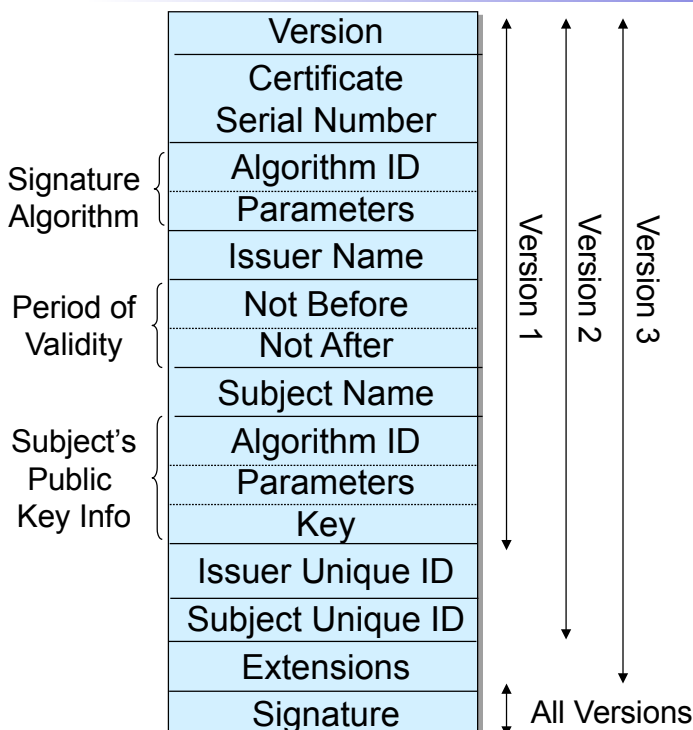 Version
Certificate
Serial Number
Signature
Algorithm
Algorithm ID
Parameters
Issuer Name
Period of
Validity
Not Before
Not After
Subject Name
Subject's
Public
Key Info
Algorithm ID
Parameters
Key
Issuer Unique ID
Subject Unique ID
Extensions
Signature
Version 1
Version 2
Version 3
All Versions